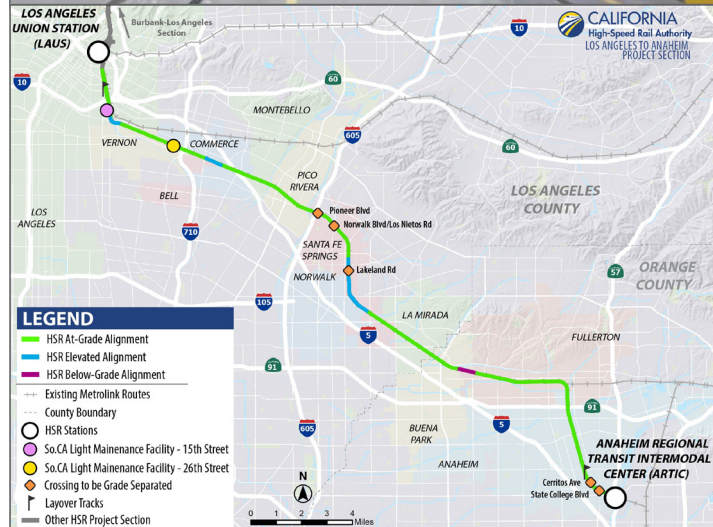 LOS ANGELES
UNION STATION
(LAUS)
Burbank-Los Angeles
Section
CALIFORNIA
High-Speed Rail Authority
LOS ANGELES TO ANAHEIM
PROJECT SECTION
10
10
60
MONTEBELLO
605
60
VERNON
COMMERCE
PICO
RIVERA
BELL
LOS
ANGELES
710
Pioneer Blvd
Norwalk Blvd/Los Nietos Rd
LOS ANGELES
COUNTY
SANTA FE
SPRINGS
NORWALK
Lakeland Rd
57
ORANGE
COUNTY
105
LA MIRADA
5
FULLERTON
91
91
605
BUENA
PARK
5
ANAHEIM
ANAHEIM REGIONAL
TRANSIT INTERMODAL
CENTER (ARTIC)
Cerritos Ave
State College Blvd
LEGEND
HSR At-Grade Alignment
HSR Elevated Alignment
HSR Below-Grade Alignment
Existing Metrolink Routes
County Boundary
HSR Stations
So.CA Light Mainenance Facility - 15th Street
So.CA Light Mainenance Facility - 26th Street
Crossing to be Grade Separated
Layover Tracks
Other HSR Project Section
N
0 1 2 4
Miles